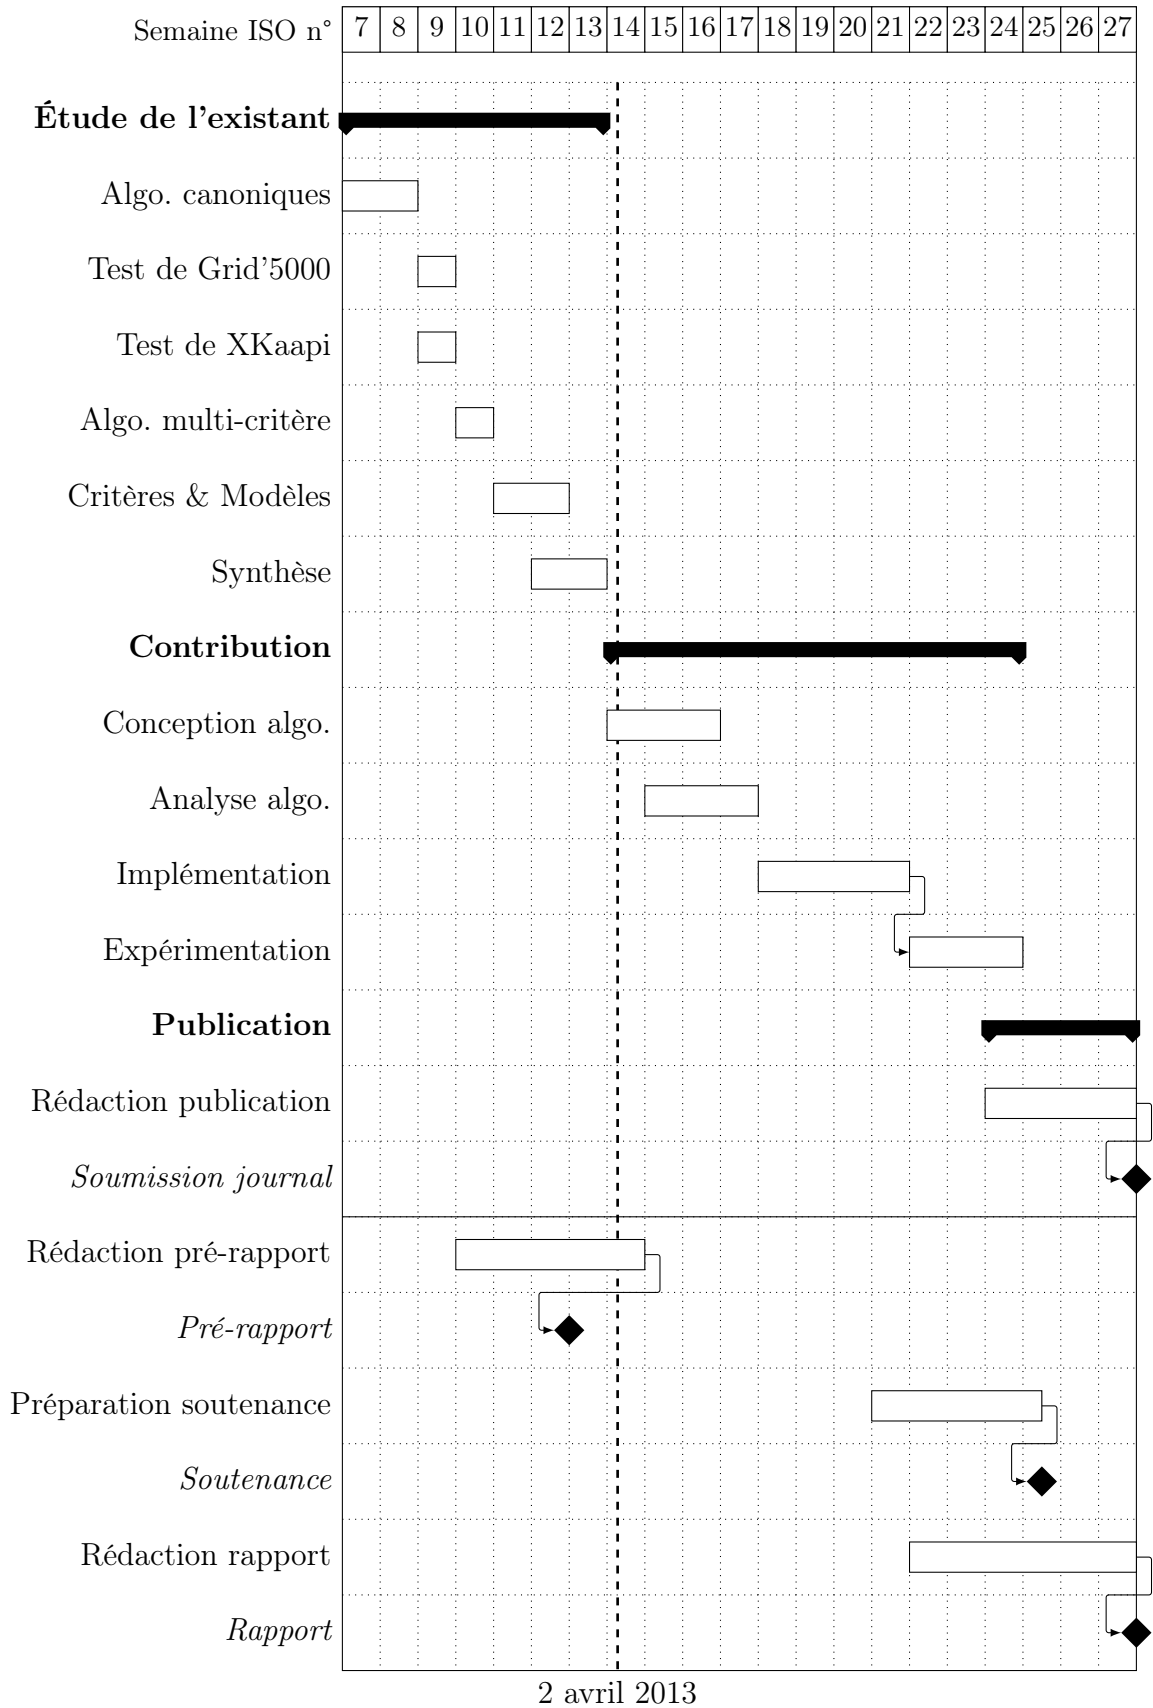 Semaine ISO n° 7 8 9 10 11 12 13 14 15 16 17 18 19 20 21 22 23 24 25 26 27
Étude de l'existant
Algo. canoniques
Test de Grid'5000
Test de XKaapi
Algo. multi-critère
Critères & Modèles
Synthèse
Contribution
Conception algo.
Analyse algo.
Implémentation
Expérimentation
Publication
Rédaction publication
Soumission journal
Rédaction pré-rapport
Pré-rapport
Préparation soutenance
Soutenance
Rédaction rapport
Rapport
2 avril 2013